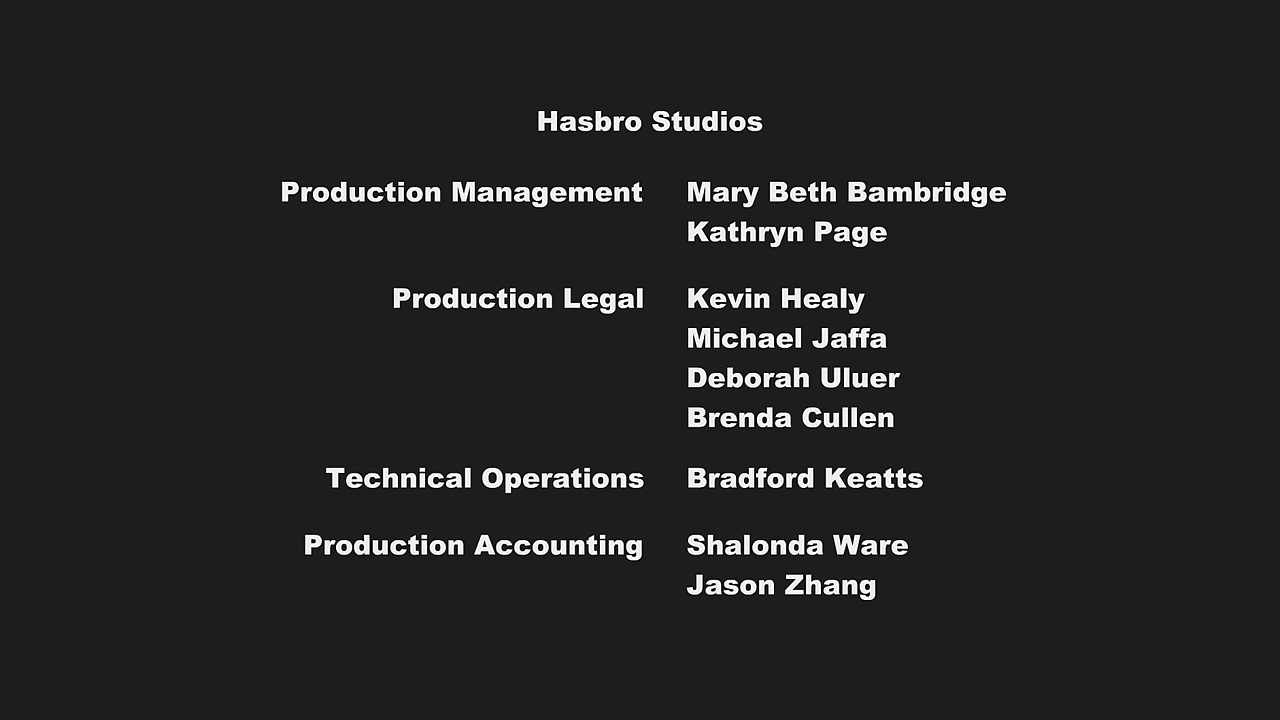 Hasbro Studios
Production Management Mary Beth Bambridge
Kathryn Page
Production Legal Kevin Healy
Michael Jaffa
Deborah Uluer
Brenda Cullen
Technical Operations Bradford Keatts
Production Accounting Shalonda Ware
Jason Zhang